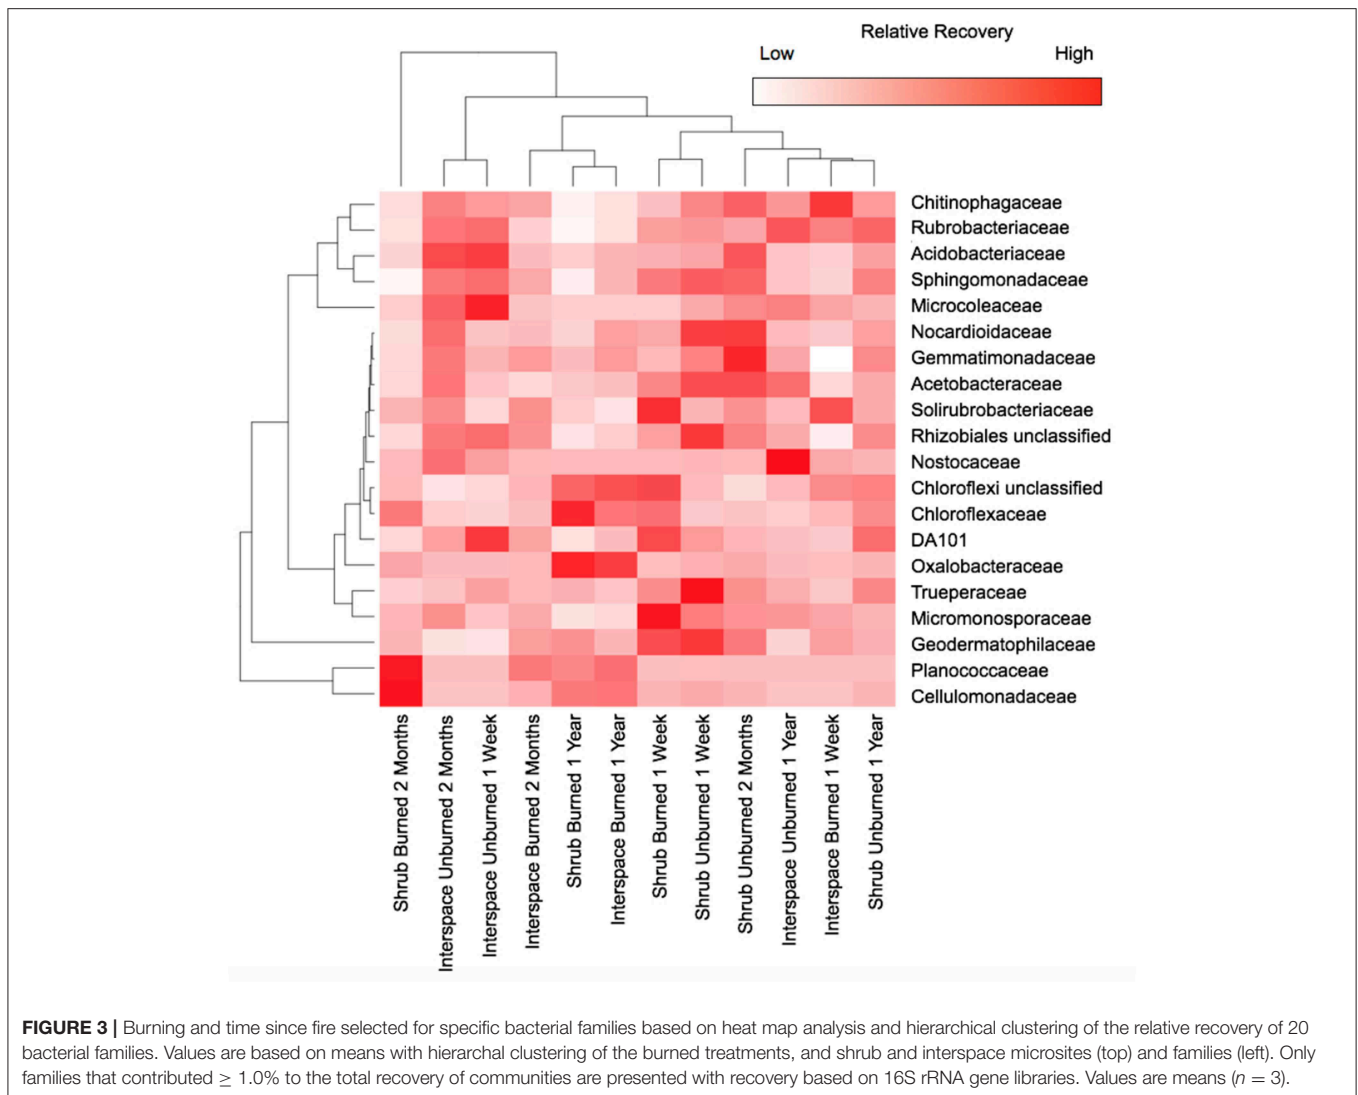 Relative Recovery
Low High
Chitinophagaceae
Rubrobacteriaceae
Acidobacteriaceae
Sphingomonadaceae
Microcoleaceae
Nocardioidaceae
Gemmatimonadaceae
Acetobacteraceae
Solirubrobacteriaceae
Rhizobiales unclassified
Nostocaceae
Chloroflexi unclassified
Chloroflexaceae
DA101
Oxalobacteraceae
Trueperaceae
Micromonosporaceae
Geodermatophilaceae
Planococcaceae
Cellulomonadaceae
Shrub Burned 2 Months
Interspace Unburned 2 Months
Interspace Unburned 1 Week
Interspace Burned 2 Months
Shrub Burned 1 Year
Interspace Burned 1 Year
Shrub Burned 1 Week
Shrub Unburned 1 Week
Shrub Unburned 2 Months
Interspace Unburned 1 Year
Interspace Burned 1 Week
Shrub Unburned 1 Year
FIGURE 3 | Burning and time since fire selected for specific bacterial families based on heat map analysis and hierarchical clustering of the relative recovery of 20
bacterial families. Values are based on means with hierarchal clustering of the burned treatments, and shrub and interspace microsites (top) and families (left). Only
families that contributed ≥ 1.0% to the total recovery of communities are presented with recovery based on 16S rRNA gene libraries. Values are means (n = 3).